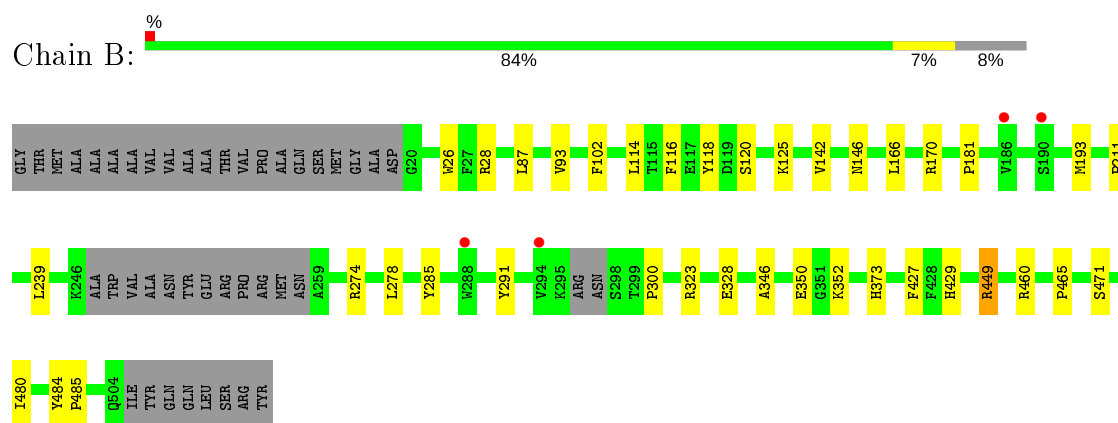 %
Chain B:
84% 7% 8%
GLY THR MET ALA ALA ALA ALA ALA VAL VAL ALA ALA THR VAL PRO ALA GLN SER MET GLY ALA ASP G20 W26 F27 R28 L87 V93 F102 L114 T115 F116 E117 Y118 D119 S120 K125 V142 N146 L166 R170 P181 V186 S190 M193
L239 K246 ALA TRP VAL ALA ASN TYR GLU ARG PRO ARG MET ASN A259 R274 L278 Y285 W288 Y291 V294 K295 ARG ASN S298 T299 P300 R323 E328 A346 E350 G351 K352 H373 F427 F428 H429 R449 R460 P465 S471
I480 Y484 P485 Q504 ILE TYR GLN GLN LEU SER ARG TYR